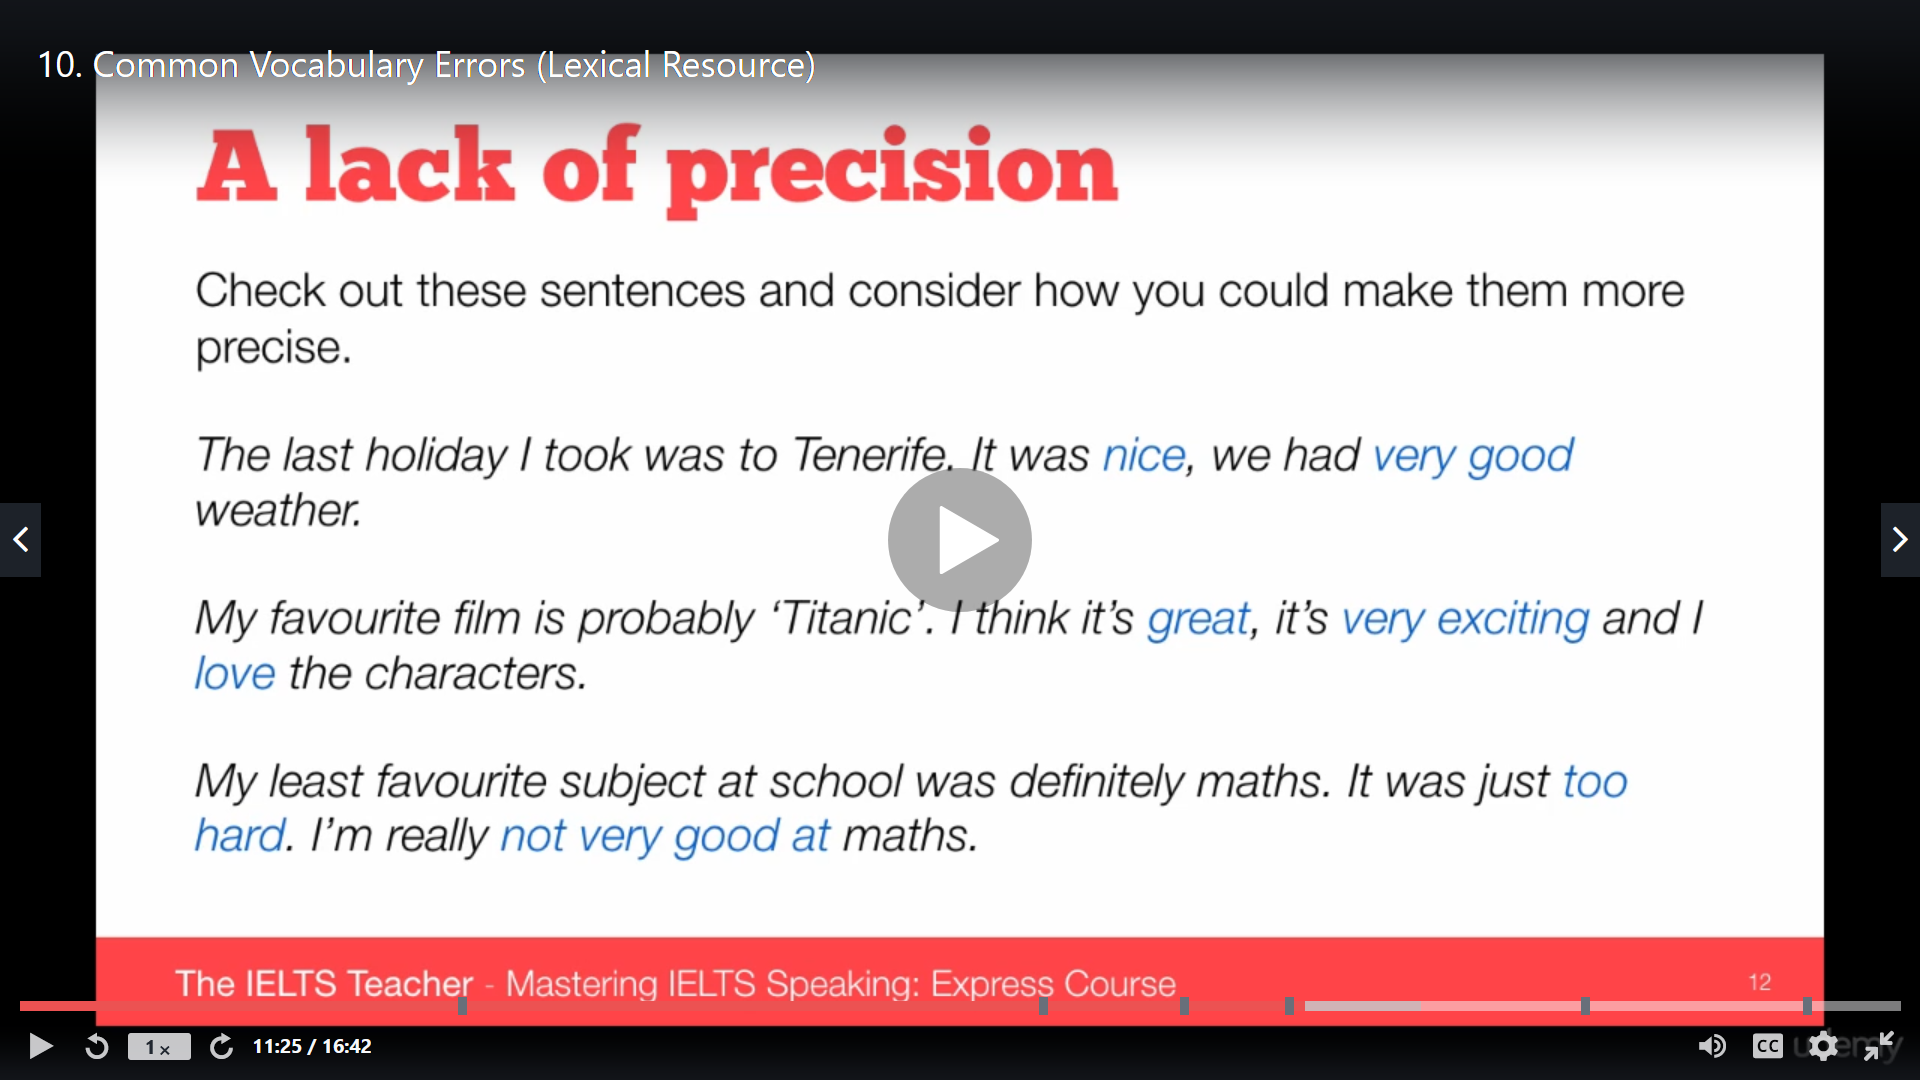 10. Common Vocabulary Errors (Lexical Resource)
A lack of precision
Check out these sentences and consider how you could make them more
precise.
The last holiday I took was to Tenerife. It was nice, we had very good
weather.
My favourite film is probably ‘Titanic’. I think it’s great, it’s very exciting and I
love the characters.
My least favourite subject at school was definitely maths. It was just too
hard. I’m really not very good at maths.
The IELTS Teacher - Mastering IELTS Speaking: Express Course
12
1x
11:25 / 16:42
CC
udemy